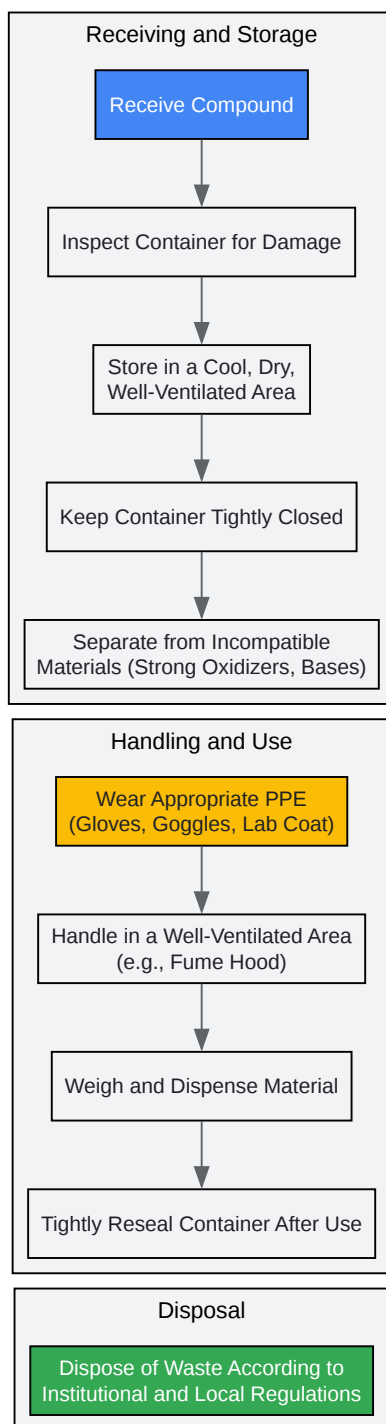 Receiving and Storage
Receive Compound
Inspect Container for Damage
Store in a Cool, Dry,
Well-Ventilated Area
Keep Container Tightly Closed
Separate from Incompatible
Materials (Strong Oxidizers, Bases)
Handling and Use
Wear Appropriate PPE
(Gloves, Goggles, Lab Coat)
Handle in a Well-Ventilated Area
(e.g., Fume Hood)
Weigh and Dispense Material
Tightly Reseal Container After Use
Disposal
Dispose of Waste According to
Institutional and Local Regulations